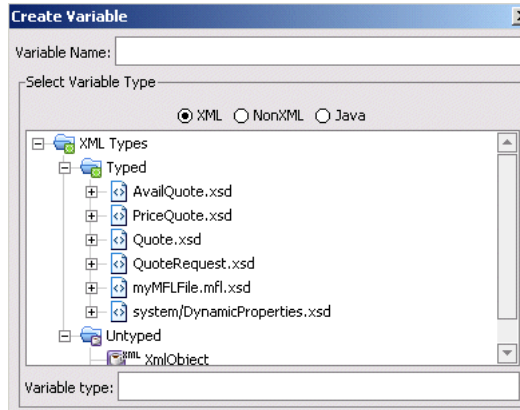 Create Variable
Variable Name:
Select Variable Type
XML NonXML Java
XML Types
Typed
AvailQuote.xsd
PriceQuote.xsd
Quote.xsd
QuoteRequest.xsd
myMFLFile.mfl.xsd
system/DynamicProperties.xsd
Untyped
XML XmlObject
Variable type: